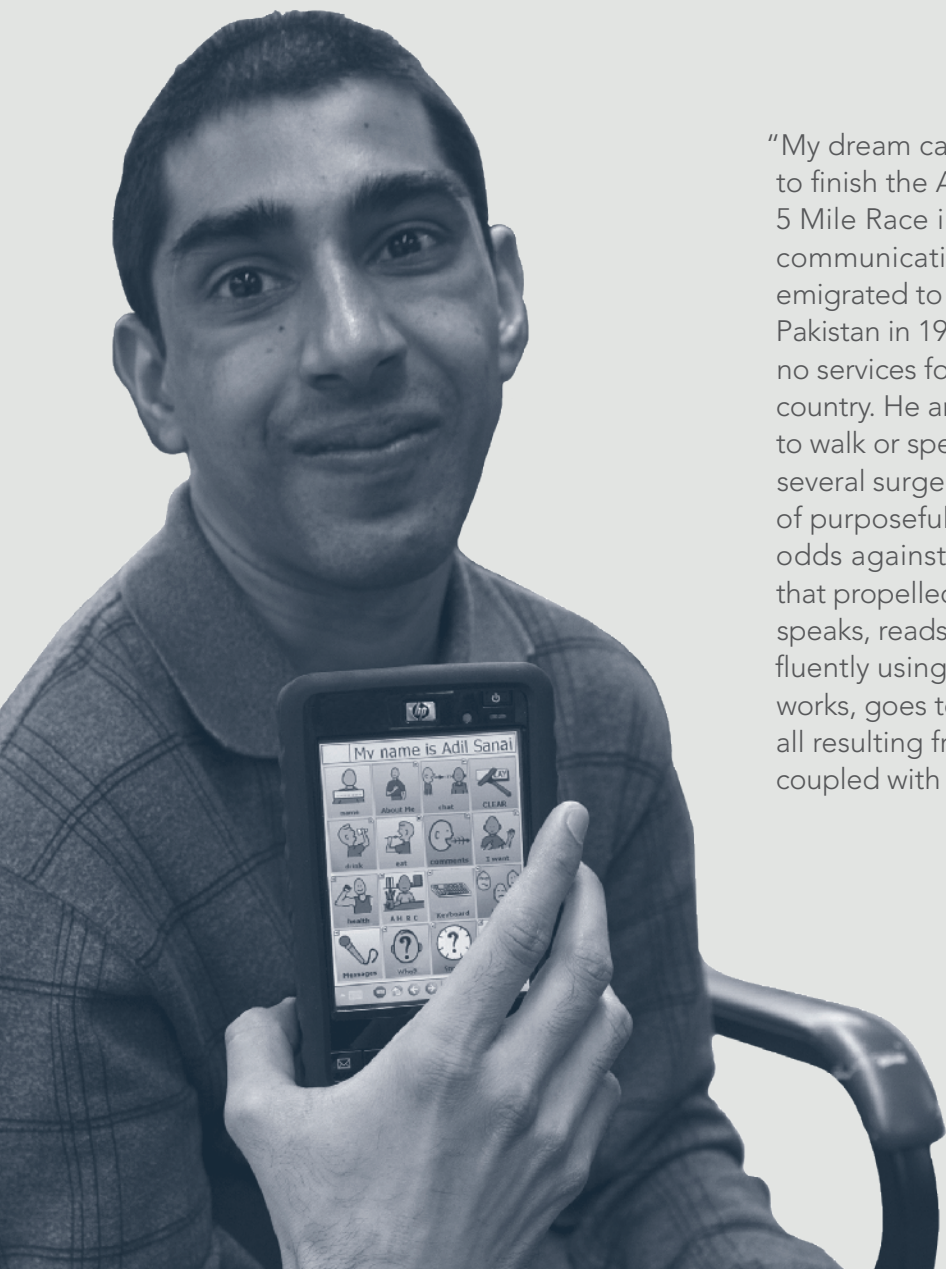 "My dream ca
to finish the A
5 Mile Race i
communicati
emigrated to
Pakistan in 19
no services fo
country. He ar
to walk or spe
several surge
of purposeful
odds against
that propelled
speaks, reads
fluently using
works, goes to
all resulting fr
coupled with
hp
My name is Adil Sanai
name About Me chat CLEAR
drink eat comments I want
health A H R C Keyboard
Messages What?